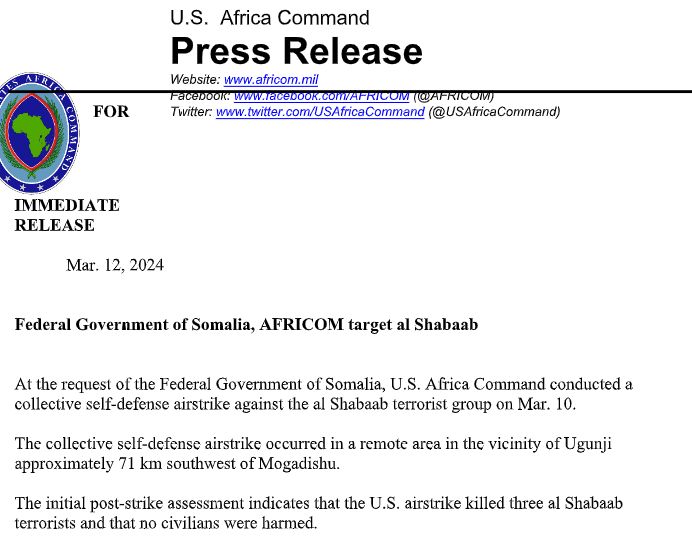 U.S. Africa Command
Press Release
Website: www.africom.mil
Facebook: www.facebook.com/AFRICOM (@AFRICOM)
Twitter: www.twitter.com/USAfricaCommand (@USAfricaCommand)
STATES AFRICA COMMAND
FOR
IMMEDIATE
RELEASE
Mar. 12, 2024
Federal Government of Somalia, AFRICOM target al Shabaab
At the request of the Federal Government of Somalia, U.S. Africa Command conducted a
collective self-defense airstrike against the al Shabaab terrorist group on Mar. 10.
The collective self-defense airstrike occurred in a remote area in the vicinity of Ugunji
approximately 71 km southwest of Mogadishu.
The initial post-strike assessment indicates that the U.S. airstrike killed three al Shabaab
terrorists and that no civilians were harmed.